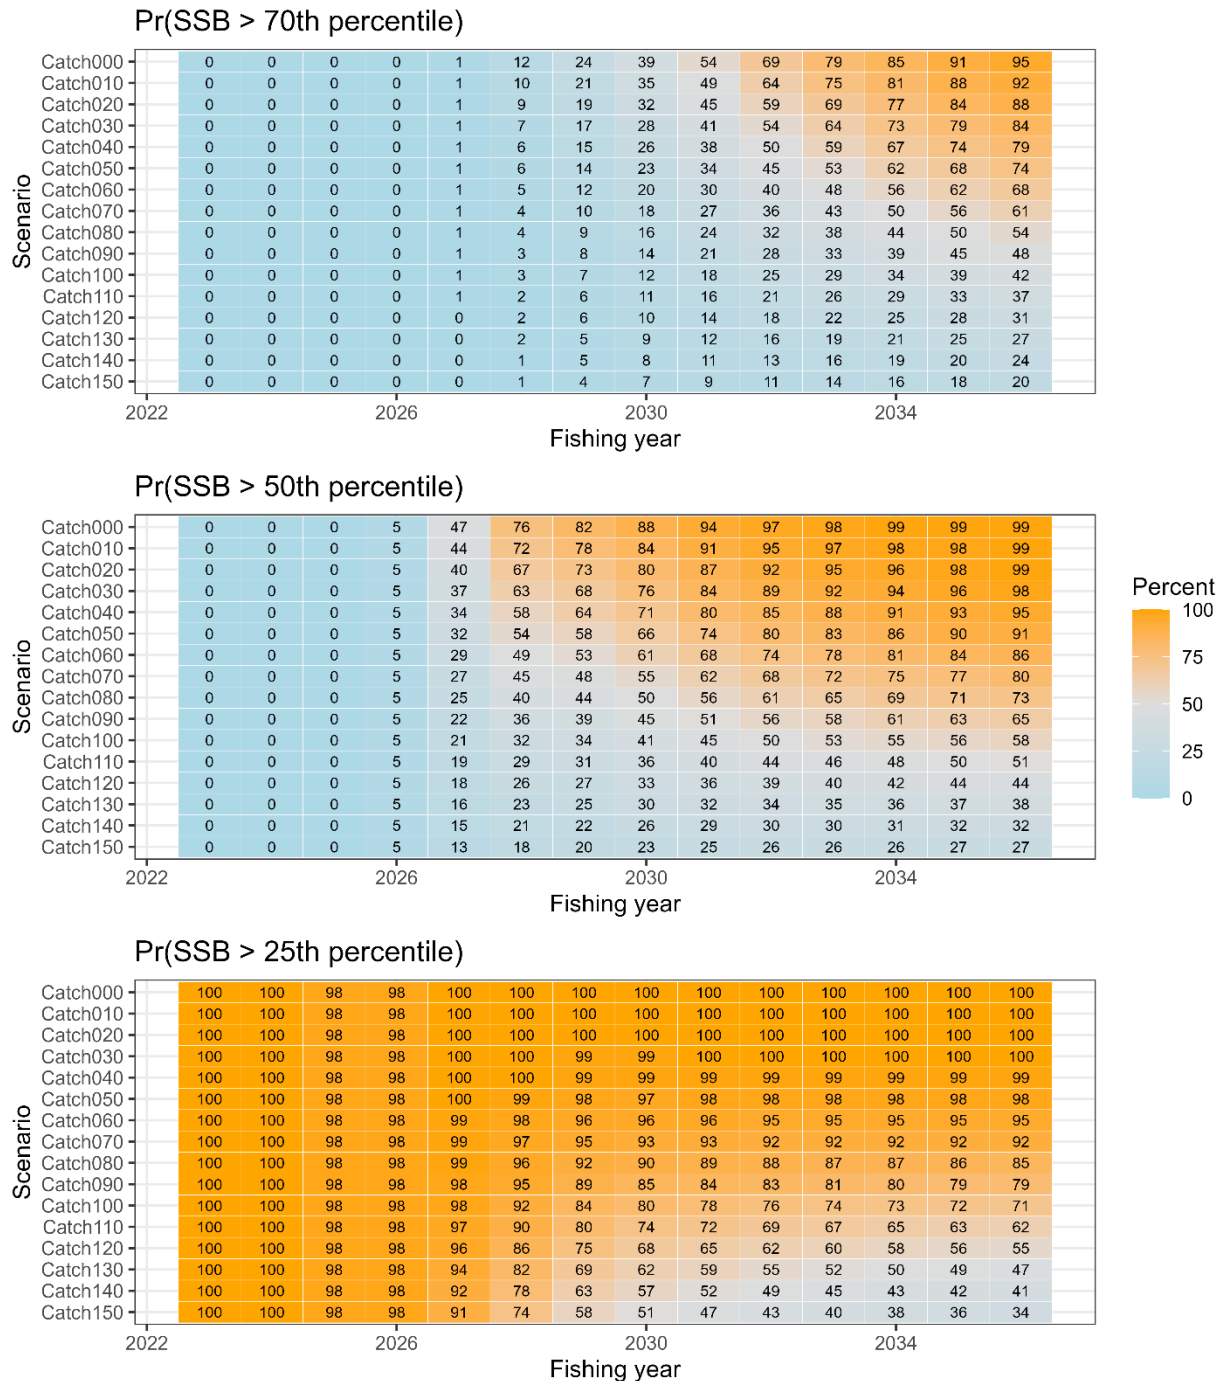 Pr(SSB > 70th percentile)
Scenario
Catch000 0 0 0 0 1 12 24 39 54 69 79 85 91 95
Catch010 0 0 0 0 1 10 21 35 49 64 75 81 88 92
Catch020 0 0 0 0 1 9 19 32 45 59 69 77 84 88
Catch030 0 0 0 0 1 7 17 28 41 54 64 73 79 84
Catch040 0 0 0 0 1 6 15 26 38 50 59 67 74 79
Catch050 0 0 0 0 1 6 14 23 34 45 53 62 68 74
Catch060 0 0 0 0 1 5 12 20 30 40 48 56 62 68
Catch070 0 0 0 0 1 4 10 18 27 36 43 50 56 61
Catch080 0 0 0 0 1 4 9 16 24 32 38 44 50 54
Catch090 0 0 0 0 1 3 8 14 21 28 33 39 45 48
Catch100 0 0 0 0 1 3 7 12 18 25 29 34 39 42
Catch110 0 0 0 0 1 2 6 11 16 21 26 29 33 37
Catch120 0 0 0 0 0 2 6 10 14 18 22 25 28 31
Catch130 0 0 0 0 0 2 5 9 12 16 19 21 25 27
Catch140 0 0 0 0 0 1 5 8 11 13 16 19 20 24
Catch150 0 0 0 0 0 1 4 7 9 11 14 16 18 20
2022 2026 2030 2034
Fishing year
Pr(SSB > 50th percentile)
Scenario
Catch000 0 0 0 5 47 76 82 88 94 97 98 99 99 99
Catch010 0 0 0 5 44 72 78 84 91 95 97 98 98 99
Catch020 0 0 0 5 40 67 73 80 87 92 95 96 98 99
Catch030 0 0 0 5 37 63 68 76 84 89 92 94 96 98
Catch040 0 0 0 5 34 58 64 71 80 85 88 91 93 95
Catch050 0 0 0 5 32 54 58 66 74 80 83 86 90 91
Catch060 0 0 0 5 29 49 53 61 68 74 78 81 84 86
Catch070 0 0 0 5 27 45 48 55 62 68 72 75 77 80
Catch080 0 0 0 5 25 40 44 50 56 61 65 69 71 73
Catch090 0 0 0 5 22 36 39 45 51 56 58 61 63 65
Catch100 0 0 0 5 21 32 34 41 45 50 53 55 56 58
Catch110 0 0 0 5 19 29 31 36 40 44 46 48 50 51
Catch120 0 0 0 5 18 26 27 33 36 39 40 42 44 44
Catch130 0 0 0 5 16 23 25 30 32 34 35 36 37 38
Catch140 0 0 0 5 15 21 22 26 29 30 30 31 32 32
Catch150 0 0 0 5 13 18 20 23 25 26 26 26 27 27
2022 2026 2030 2034
Fishing year
Percent
100
75
50
25
0
Pr(SSB > 25th percentile)
Scenario
Catch000 100 100 98 98 100 100 100 100 100 100 100 100 100 100
Catch010 100 100 98 98 100 100 100 100 100 100 100 100 100 100
Catch020 100 100 98 98 100 100 100 100 100 100 100 100 100 100
Catch030 100 100 98 98 100 100 99 99 100 100 100 100 100 100
Catch040 100 100 98 98 100 100 99 99 99 99 99 99 99 99
Catch050 100 100 98 98 100 99 98 97 98 98 98 98 98 98
Catch060 100 100 98 98 99 98 96 96 96 95 95 95 95 95
Catch070 100 100 98 98 99 97 95 93 93 92 92 92 92 92
Catch080 100 100 98 98 99 96 92 90 89 88 87 87 86 85
Catch090 100 100 98 98 98 95 89 85 84 83 81 80 79 79
Catch100 100 100 98 98 98 92 84 80 78 76 74 73 72 71
Catch110 100 100 98 98 97 90 80 74 72 69 67 65 63 62
Catch120 100 100 98 98 96 86 75 68 65 62 60 58 56 55
Catch130 100 100 98 98 94 82 69 62 59 55 52 50 49 47
Catch140 100 100 98 98 92 78 63 57 52 49 45 43 42 41
Catch150 100 100 98 98 91 74 58 51 47 43 40 38 36 34
2022 2026 2030 2034
Fishing year